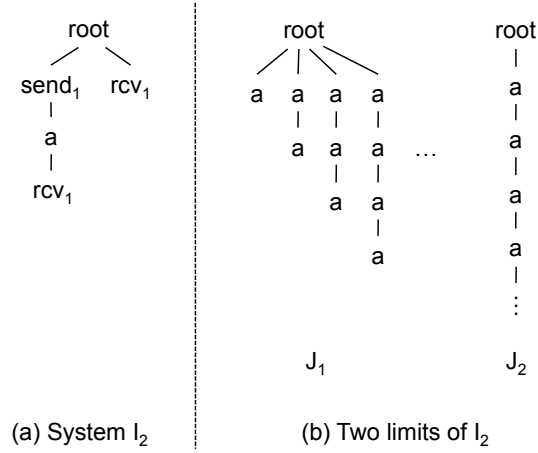 root root root
send₁ rcv₁ a a a a a
a a a a … a
rcv₁ a a a
a a
⋮
J₁ J₂
(a) System I₂ (b) Two limits of I₂